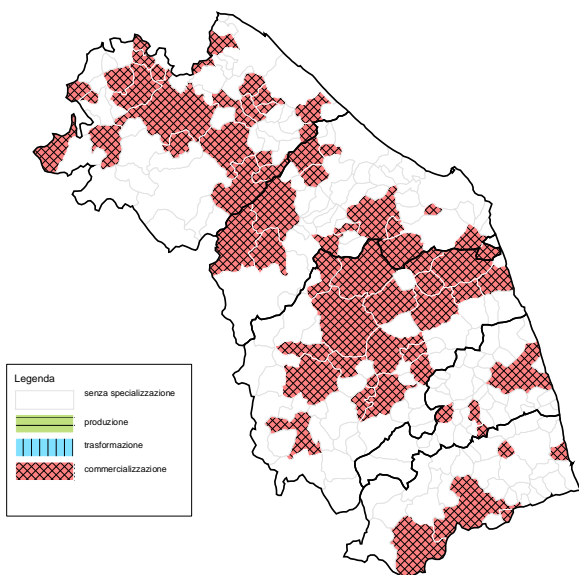 Legenda
senza specializzazione
produzione
trasformazione
commercializzazione